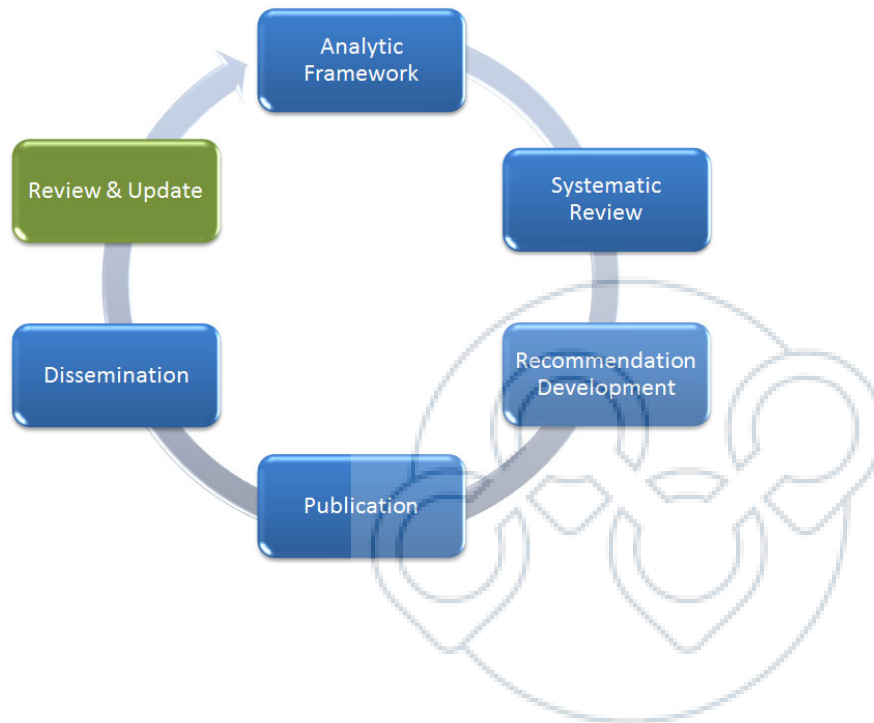 Analytic
Framework
Systematic
Review
Recommendation
Development
Publication
Dissemination
Review & Update